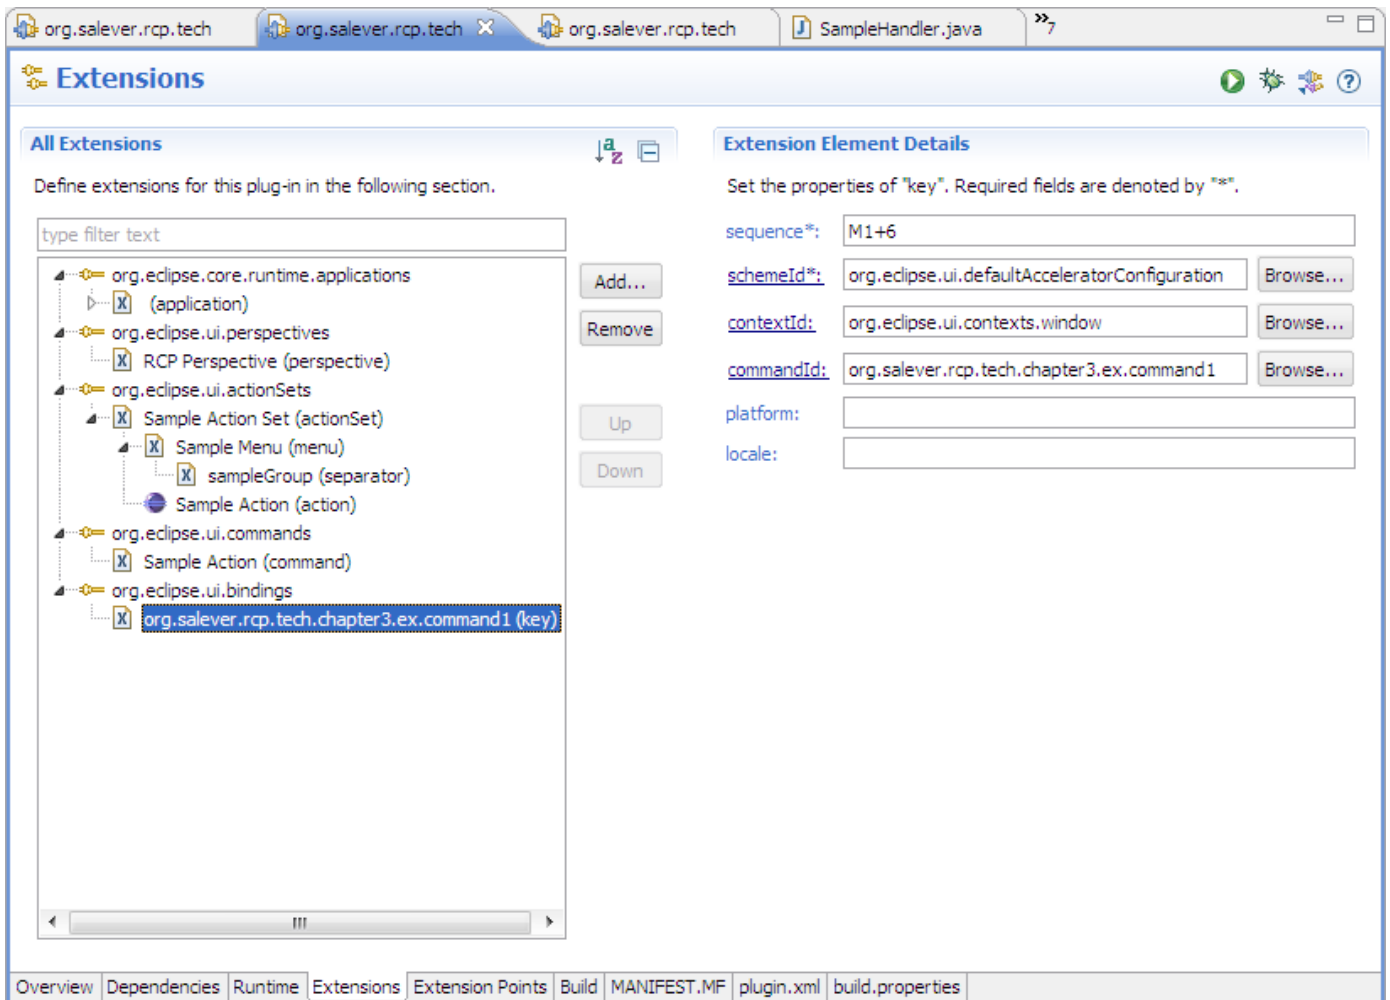 org.salever.rcp.tech
org.salever.rcp.tech
org.salever.rcp.tech
SampleHandler.java
»7
Extensions
All Extensions
Define extensions for this plug-in in the following section.
type filter text
org.eclipse.core.runtime.applications
(application)
org.eclipse.ui.perspectives
RCP Perspective (perspective)
org.eclipse.ui.actionSets
Sample Action Set (actionSet)
Sample Menu (menu)
sampleGroup (separator)
Sample Action (action)
org.eclipse.ui.commands
Sample Action (command)
org.eclipse.ui.bindings
org.salever.rcp.tech.chapter3.ex.command1 (key)
Add...
Remove
Up
Down
Extension Element Details
Set the properties of "key". Required fields are denoted by "*".
sequence*: M1+6
schemeId*: org.eclipse.ui.defaultAcceleratorConfiguration Browse...
contextId: org.eclipse.ui.contexts.window Browse...
commandId: org.salever.rcp.tech.chapter3.ex.command1 Browse...
platform:
locale:
Overview Dependencies Runtime Extensions Extension Points Build MANIFEST.MF plugin.xml build.properties